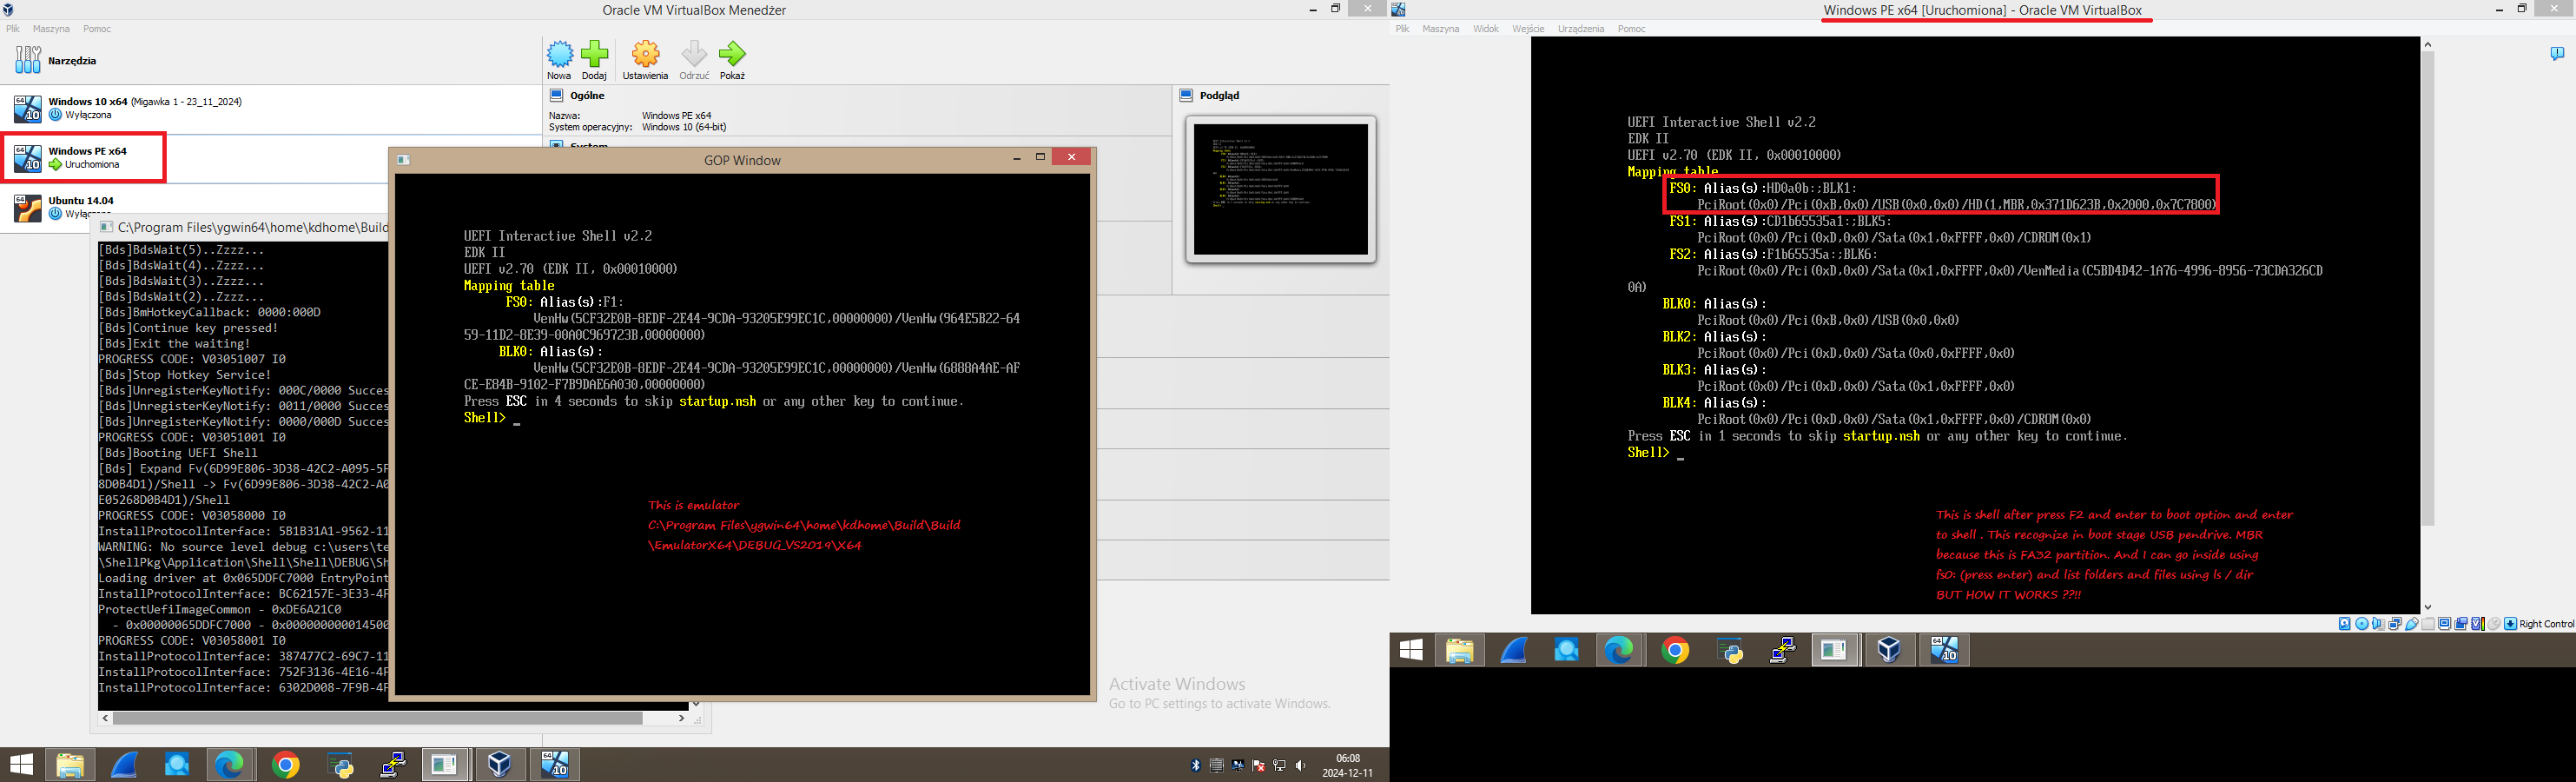 Oracle VM VirtualBox Menedżer
Plik Maszyna Pomoc
Narzędzia
Nowa Dodaj Ustawienia Odrzuć Pokaż
Windows 10 x64 (Migawka 1 - 23_11_2024)
Wyłączona
Windows PE x64
Uruchomiona
Ubuntu 14.04
Ogólne
Nazwa: Windows PE x64
System operacyjny: Windows 10 (64-bit)
System
Podgląd
C:\Program Files\ygwin64\home\kdhome\Build
[Bds]BdsWait(5)..Zzzz...
[Bds]BdsWait(4)..Zzzz...
[Bds]BdsWait(3)..Zzzz...
[Bds]BdsWait(2)..Zzzz...
[Bds]BmHotkeyCallback: 0000:000D
[Bds]Continue key pressed!
[Bds]Exit the waiting!
PROGRESS CODE: V03051007 I0
[Bds]Stop Hotkey Service!
[Bds]UnregisterKeyNotify: 000C/0000 Succes
[Bds]UnregisterKeyNotify: 0011/0000 Succes
[Bds]UnregisterKeyNotify: 0000/000D Succes
PROGRESS CODE: V03051001 I0
[Bds]Booting UEFI Shell
[Bds] Expand Fv(6D99E806-3D38-42C2-A095-5F
8D0B4D1)/Shell -> Fv(6D99E806-3D38-42C2-A0
E05268D0B4D1)/Shell
PROGRESS CODE: V03058000 I0
InstallProtocolInterface: 5B1B31A1-9562-11
WARNING: No source level debug c:\users\te
\ShellPkg\Application\Shell\Shell\DEBUG\Sh
Loading driver at 0x065DDFC7000 EntryPoint
InstallProtocolInterface: BC62157E-3E33-4F
ProtectUefiImageCommon - 0xDE6A21C0
- 0x00000065DDFC7000 - 0x0000000000014500
PROGRESS CODE: V03058001 I0
InstallProtocolInterface: 387477C2-69C7-11
InstallProtocolInterface: 752F3136-4E16-4F
InstallProtocolInterface: 6302D008-7F9B-4F
GOP Window
UEFI Interactive Shell v2.2
EDK II
UEFI v2.70 (EDK II, 0x00010000)
Mapping table
FS0: Alias(s):F1:
VenHw(5CF32E0B-8EDF-2E44-9CDA-93205E99EC1C,00000000)/VenHw(964E5B22-64
59-11D2-8E39-00A0C969723B,00000000)
BLK0: Alias(s):
VenHw(5CF32E0B-8EDF-2E44-9CDA-93205E99EC1C,00000000)/VenHw(6888A4AE-AF
CE-E84B-9102-F7B9DAE6A030,00000000)
Press ESC in 4 seconds to skip startup.nsh or any other key to continue.
Shell> _
This is emulator
C:\Program Files\ygwin64\home\kdhome\Build\Build
\EmulatorX64\DEBUG_VS2019\X64
Activate Windows
Go to PC settings to activate Windows.
06:08
2024-12-11
Windows PE x64 [Uruchomiona] - Oracle VM VirtualBox
Plik Maszyna Widok Wejście Urządzenia Pomoc
UEFI Interactive Shell v2.2
EDK II
UEFI v2.70 (EDK II, 0x00010000)
Mapping table
FS0: Alias(s):HD0a0b:;BLK1:
PciRoot(0x0)/Pci(0xB,0x0)/USB(0x0,0x0)/HD(1,MBR,0x371D623B,0x2000,0x7C7800)
FS1: Alias(s):CD1b65535a1:;BLK5:
PciRoot(0x0)/Pci(0xD,0x0)/Sata(0x1,0xFFFF,0x0)/CDROM(0x1)
FS2: Alias(s):F1b65535a:;BLK6:
PciRoot(0x0)/Pci(0xD,0x0)/Sata(0x1,0xFFFF,0x0)/VenMedia(C5BD4D42-1A76-4996-8956-73CDA326CD
0A)
BLK0: Alias(s):
PciRoot(0x0)/Pci(0xB,0x0)/USB(0x0,0x0)
BLK2: Alias(s):
PciRoot(0x0)/Pci(0xD,0x0)/Sata(0x0,0xFFFF,0x0)
BLK3: Alias(s):
PciRoot(0x0)/Pci(0xD,0x0)/Sata(0x1,0xFFFF,0x0)
BLK4: Alias(s):
PciRoot(0x0)/Pci(0xD,0x0)/Sata(0x1,0xFFFF,0x0)/CDROM(0x0)
Press ESC in 1 seconds to skip startup.nsh or any other key to continue.
Shell> _
This is shell after press F2 and enter to boot option and enter
to shell . This recognize in boot stage USB pendrive. MBR
because this is FA32 partition. And I can go inside using
fs0: (press enter) and list folders and files using ls / dir
BUT HOW IT WORKS ??!!
Right Control